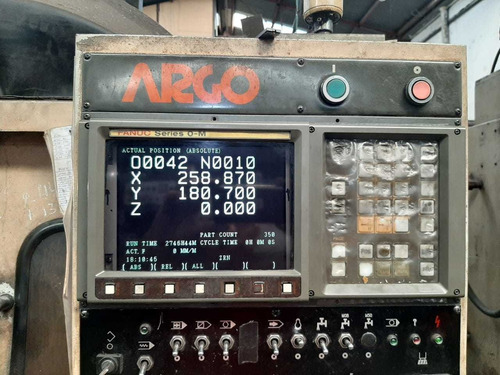 ARGO
FANUC Series 0-M
ACTUAL POSITION (ABSOLUTE)
O0042 N0010
X 258.870
Y 180.700
Z 0.000
PART COUNT 350
RUN TIME 2746H44M CYCLE TIME 0H 0M 0S
ACT.F 0 MM/M
18:10:45 ZRN
[ ABS ][ REL ][ ALL ][ ][ ]